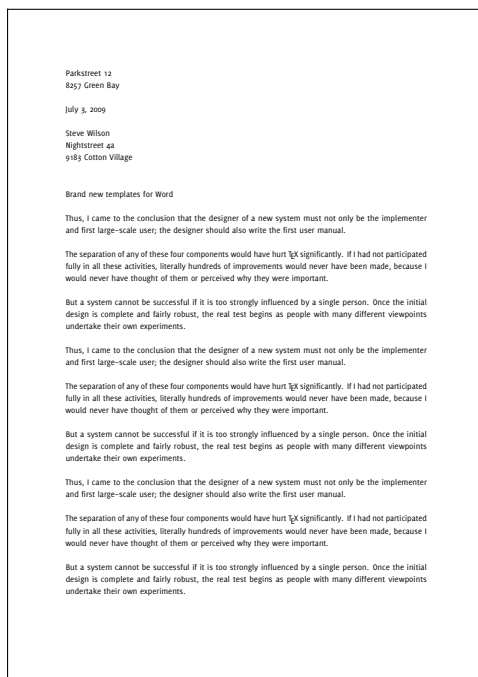 Parkstreet 12
8257 Green Bay
July 3, 2009
Steve Wilson
Nightstreet 4a
9183 Cotton Village
Brand new templates for Word
Thus, I came to the conclusion that the designer of a new system must not only be the implementer
and first large-scale user; the designer should also write the first user manual.
The separation of any of these four components would have hurt TEX significantly. If I had not participated
fully in all these activities, literally hundreds of improvements would never have been made, because I
would never have thought of them or perceived why they were important.
But a system cannot be successful if it is too strongly influenced by a single person. Once the initial
design is complete and fairly robust, the real test begins as people with many different viewpoints
undertake their own experiments.
Thus, I came to the conclusion that the designer of a new system must not only be the implementer
and first large-scale user; the designer should also write the first user manual.
The separation of any of these four components would have hurt TEX significantly. If I had not participated
fully in all these activities, literally hundreds of improvements would never have been made, because I
would never have thought of them or perceived why they were important.
But a system cannot be successful if it is too strongly influenced by a single person. Once the initial
design is complete and fairly robust, the real test begins as people with many different viewpoints
undertake their own experiments.
Thus, I came to the conclusion that the designer of a new system must not only be the implementer
and first large-scale user; the designer should also write the first user manual.
The separation of any of these four components would have hurt TEX significantly. If I had not participated
fully in all these activities, literally hundreds of improvements would never have been made, because I
would never have thought of them or perceived why they were important.
But a system cannot be successful if it is too strongly influenced by a single person. Once the initial
design is complete and fairly robust, the real test begins as people with many different viewpoints
undertake their own experiments.